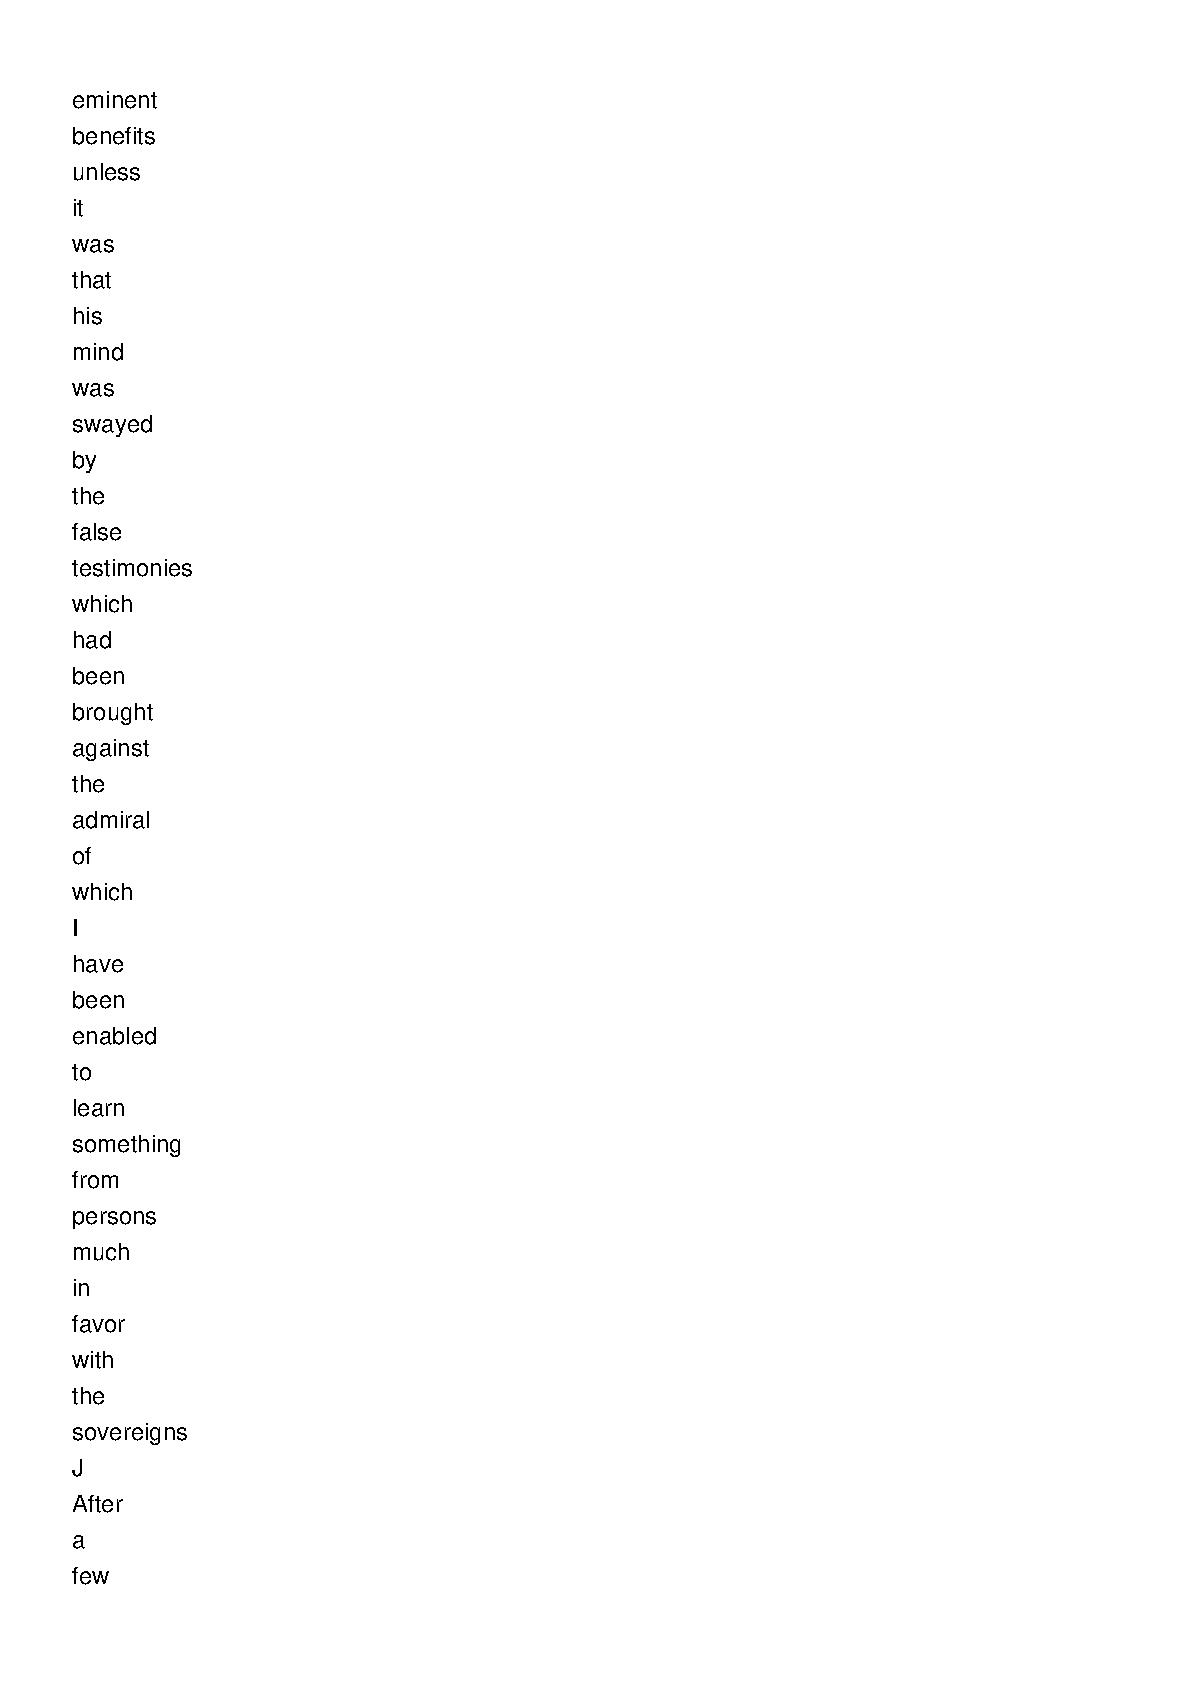 eminent
benefits
unless
it
was
that
his
mind
was
swayed
by
the
false
testimonies
which
had
been
brought
against
the
admiral
of
which
I
have
been
enabled
to
learn
something
from
persons
much
in
favor
with
the
sovereigns
J
After
a
few